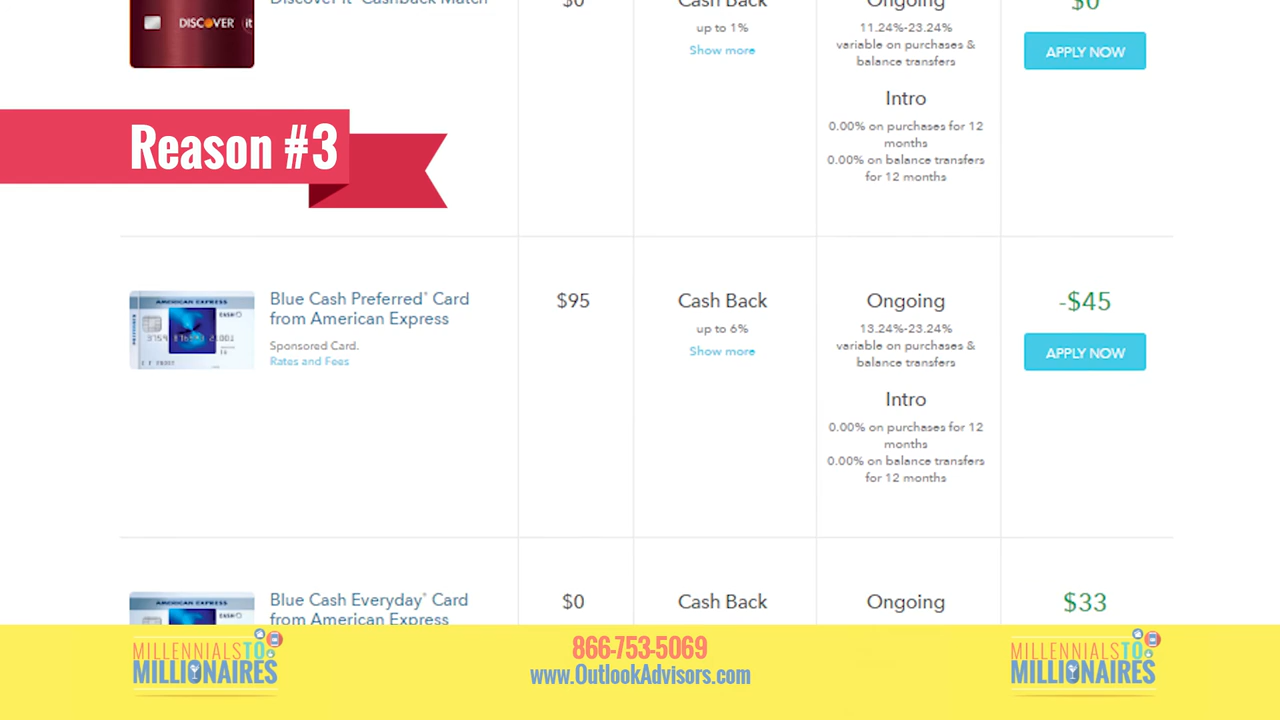 Discover it® Cashback Match
$0
Cash Back
Ongoing
$0
DISCOVER it
up to 1%
Show more
11.24%-23.24%
variable on purchases &
balance transfers
APPLY NOW
Intro
0.00% on purchases for 12
months
0.00% on balance transfers
for 12 months
Reason #3
AMERICAN EXPRESS
Blue Cash Preferred® Card
from American Express
Sponsored Card.
Rates and Fees
$95
Cash Back
up to 6%
Show more
Ongoing
13.24%-23.24%
variable on purchases &
balance transfers
Intro
0.00% on purchases for 12
months
0.00% on balance transfers
for 12 months
-$45
APPLY NOW
AMERICAN EXPRESS
Blue Cash Everyday® Card
from American Express
$0
Cash Back
Ongoing
$33
MILLENNIALS TO
MILLIONAIRES
866-753-5069
www.OutlookAdvisors.com
MILLENNIALS TO
MILLIONAIRES